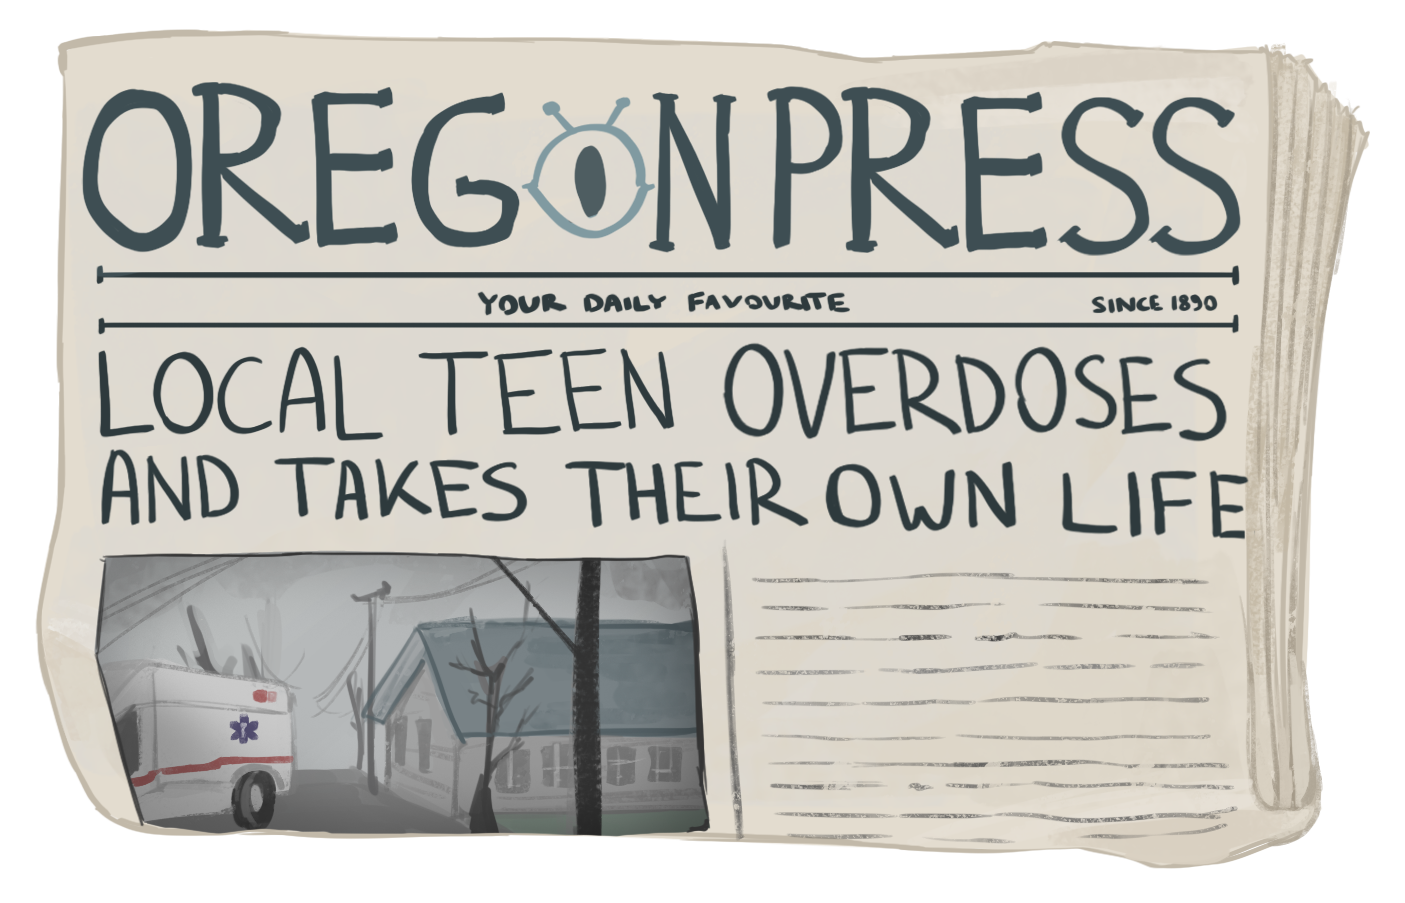 OREGON PRESS
YOUR DAILY FAVOURITE
SINCE 1890
LOCAL TEEN OVERDOSES
AND TAKES THEIR OWN LIFE